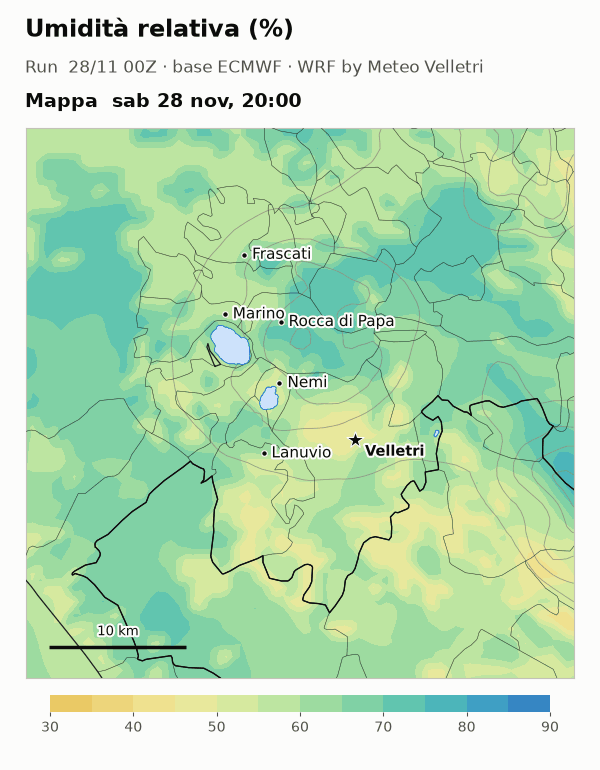 Umidità relativa (%)
Run  28/11 00Z · base ECMWF · WRF by Meteo Velletri
Mappa  sab 28 nov, 20:00
Frascati
Marino
Rocca di Papa
Nemi
Velletri
Lanuvio
10 km
30 40 50 60 70 80 90